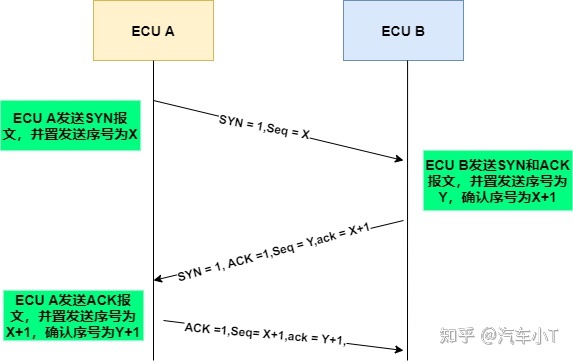 ECU A
ECU B
ECU A发送SYN报
文，并置发送序号为X
SYN = 1,Seq = X
ECU B发送SYN和ACK
报文，并置发送序号为
Y，确认序号为X+1
SYN = 1, ACK =1,Seq = Y,ack = X+1
ECU A发送ACK报
文，并置发送序号为
X+1，确认序号为Y+1
ACK =1,Seq= X+1,ack = Y+1,
知乎 @汽车小T